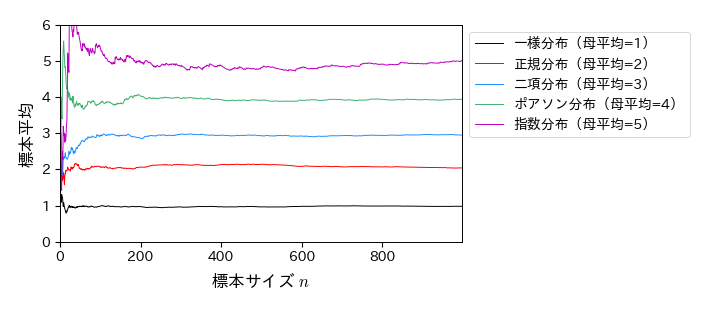 6
5
4
3
2
1
0
標本平均
0
200
400
600
800
標本サイズ n
一様分布（母平均=1）
正規分布（母平均=2）
二項分布（母平均=3）
ポアソン分布（母平均=4）
指数分布（母平均=5）